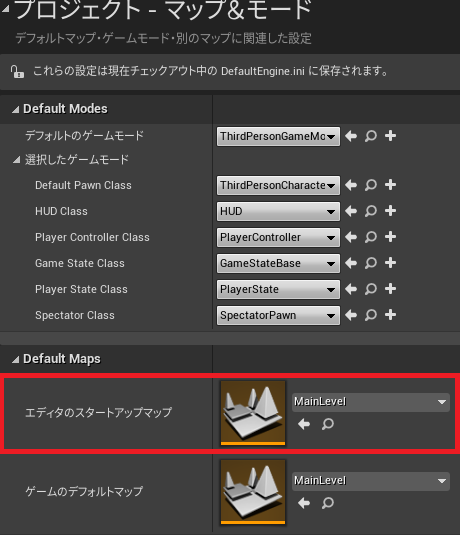 プロジェクト - マップ&モード
デフォルトマップ・ゲームモード・別のマップに関連した設定
これらの設定は現在チェックアウト中の DefaultEngine.ini に保存されます。
Default Modes
デフォルトのゲームモード ThirdPersonGameMo
選択したゲームモード
Default Pawn Class ThirdPersonCharacte
HUD Class HUD
Player Controller Class PlayerController
Game State Class GameStateBase
Player State Class PlayerState
Spectator Class SpectatorPawn
Default Maps
エディタのスタートアップマップ MainLevel
ゲームのデフォルトマップ MainLevel